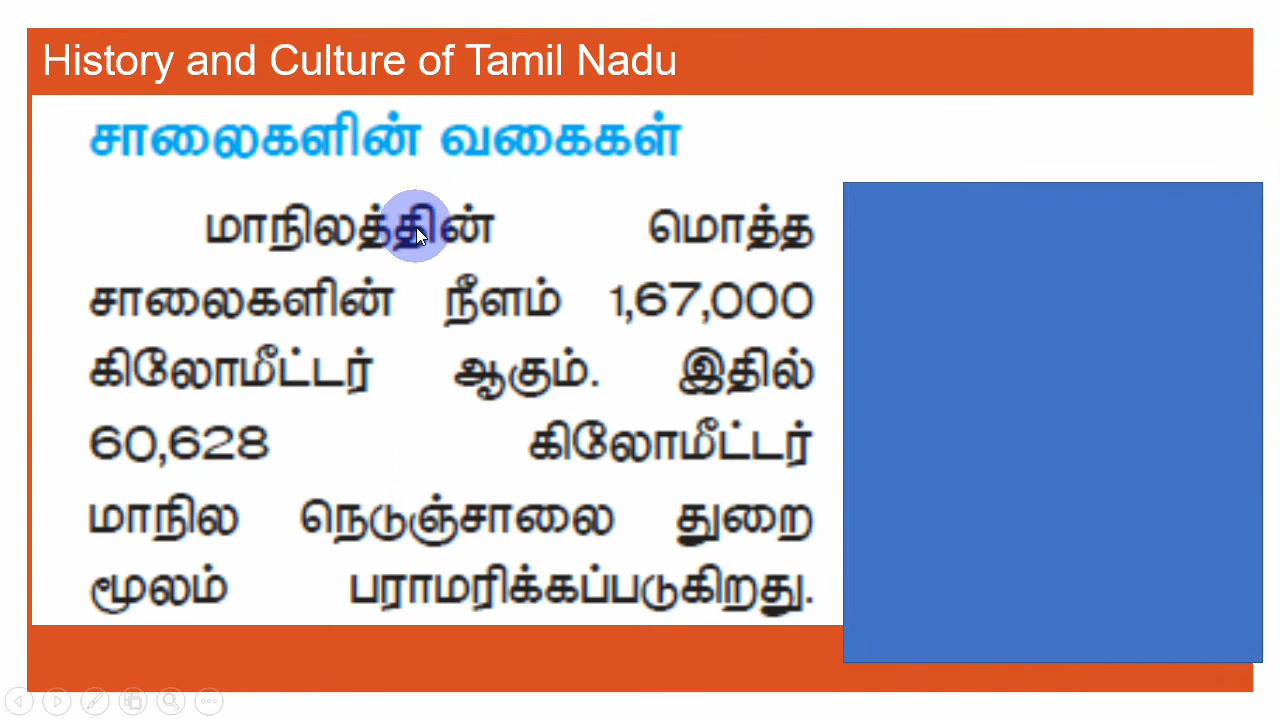 History and Culture of Tamil Nadu
சாலைகளின் வகைகள்
மாநிலத்தின் மொத்த
சாலைகளின் நீளம் 1,67,000
கிலோமீட்டர் ஆகும். இதில்
60,628 கிலோமீட்டர்
மாநில நெடுஞ்சாலை துறை
மூலம் பராமரிக்கப்படுகிறது.